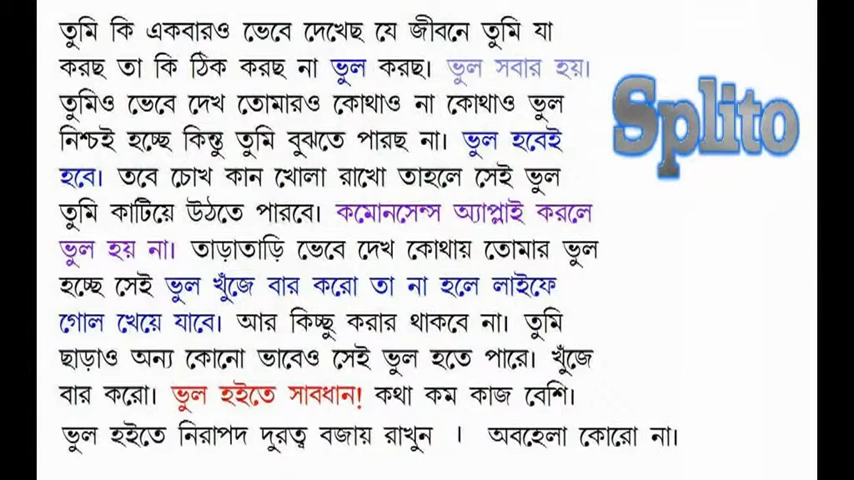 তুমি কি একবারও ভেবে দেখেছ যে জীবনে তুমি যা
করছ তা কি ঠিক করছ না ভুল করছ। ভুল সবার হয়।
তুমিও ভেবে দেখ তোমারও কোথাও না কোথাও ভুল
নিশ্চই হচ্ছে কিন্তু তুমি বুঝতে পারছ না। ভুল হবেই
হবে। তবে চোখ কান খোলা রাখো তাহলে সেই ভুল
তুমি কাটিয়ে উঠতে পারবে। কমোনসেন্স অ্যাপ্লাই করলে
ভুল হয় না। তাড়াতাড়ি ভেবে দেখ কোথায় তোমার ভুল
হচ্ছে সেই ভুল খুঁজে বার করো তা না হলে লাইফে
গোল খেয়ে যাবে। আর কিচ্ছু করার থাকবে না। তুমি
ছাড়াও অন্য কোনো ভাবেও সেই ভুল হতে পারে। খুঁজে
বার করো। ভুল হইতে সাবধান! কথা কম কাজ বেশি।
ভুল হইতে নিরাপদ দুরত্ব বজায় রাখুন । অবহেলা কোরো না।
Splito